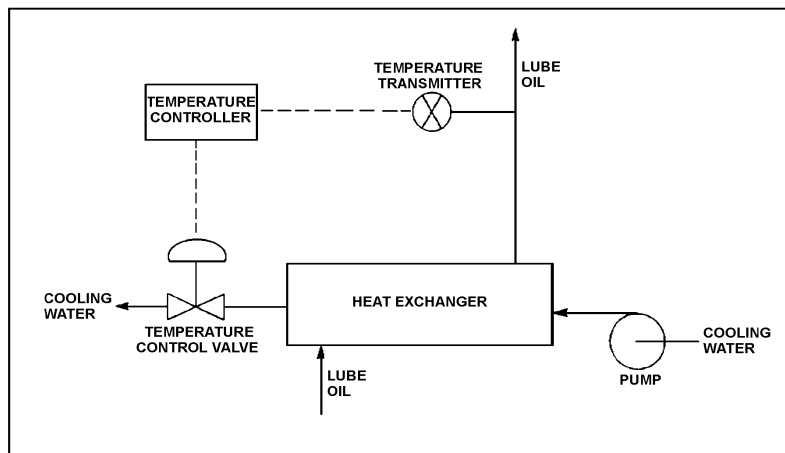 LUBE
OIL
TEMPERATURE
TRANSMITTER
TEMPERATURE
CONTROLLER
HEAT EXCHANGER
COOLING
WATER
TEMPERATURE
CONTROL VALVE
COOLING
WATER
PUMP
LUBE
OIL